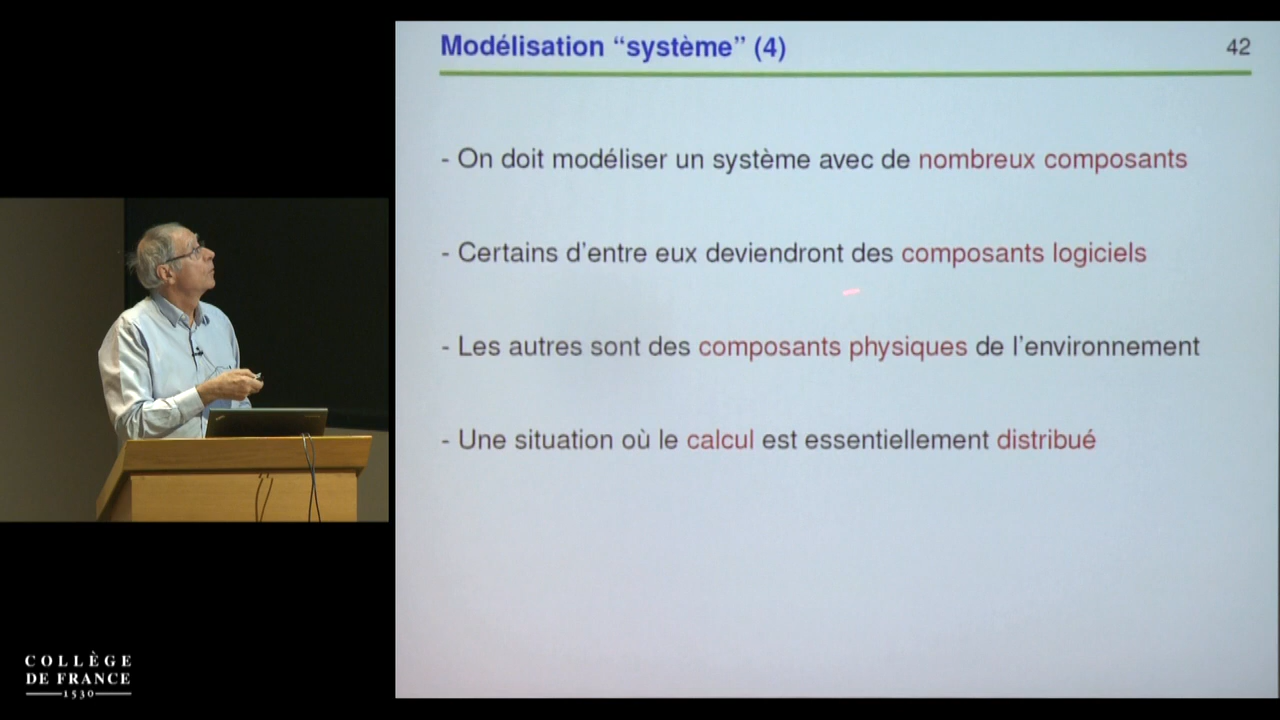 Modélisation “système” (4)
42
- On doit modéliser un système avec de nombreux composants
- Certains d’entre eux deviendront des composants logiciels
- Les autres sont des composants physiques de l’environnement
- Une situation où le calcul est essentiellement distribué
COLLÈGE
DE FRANCE
1530